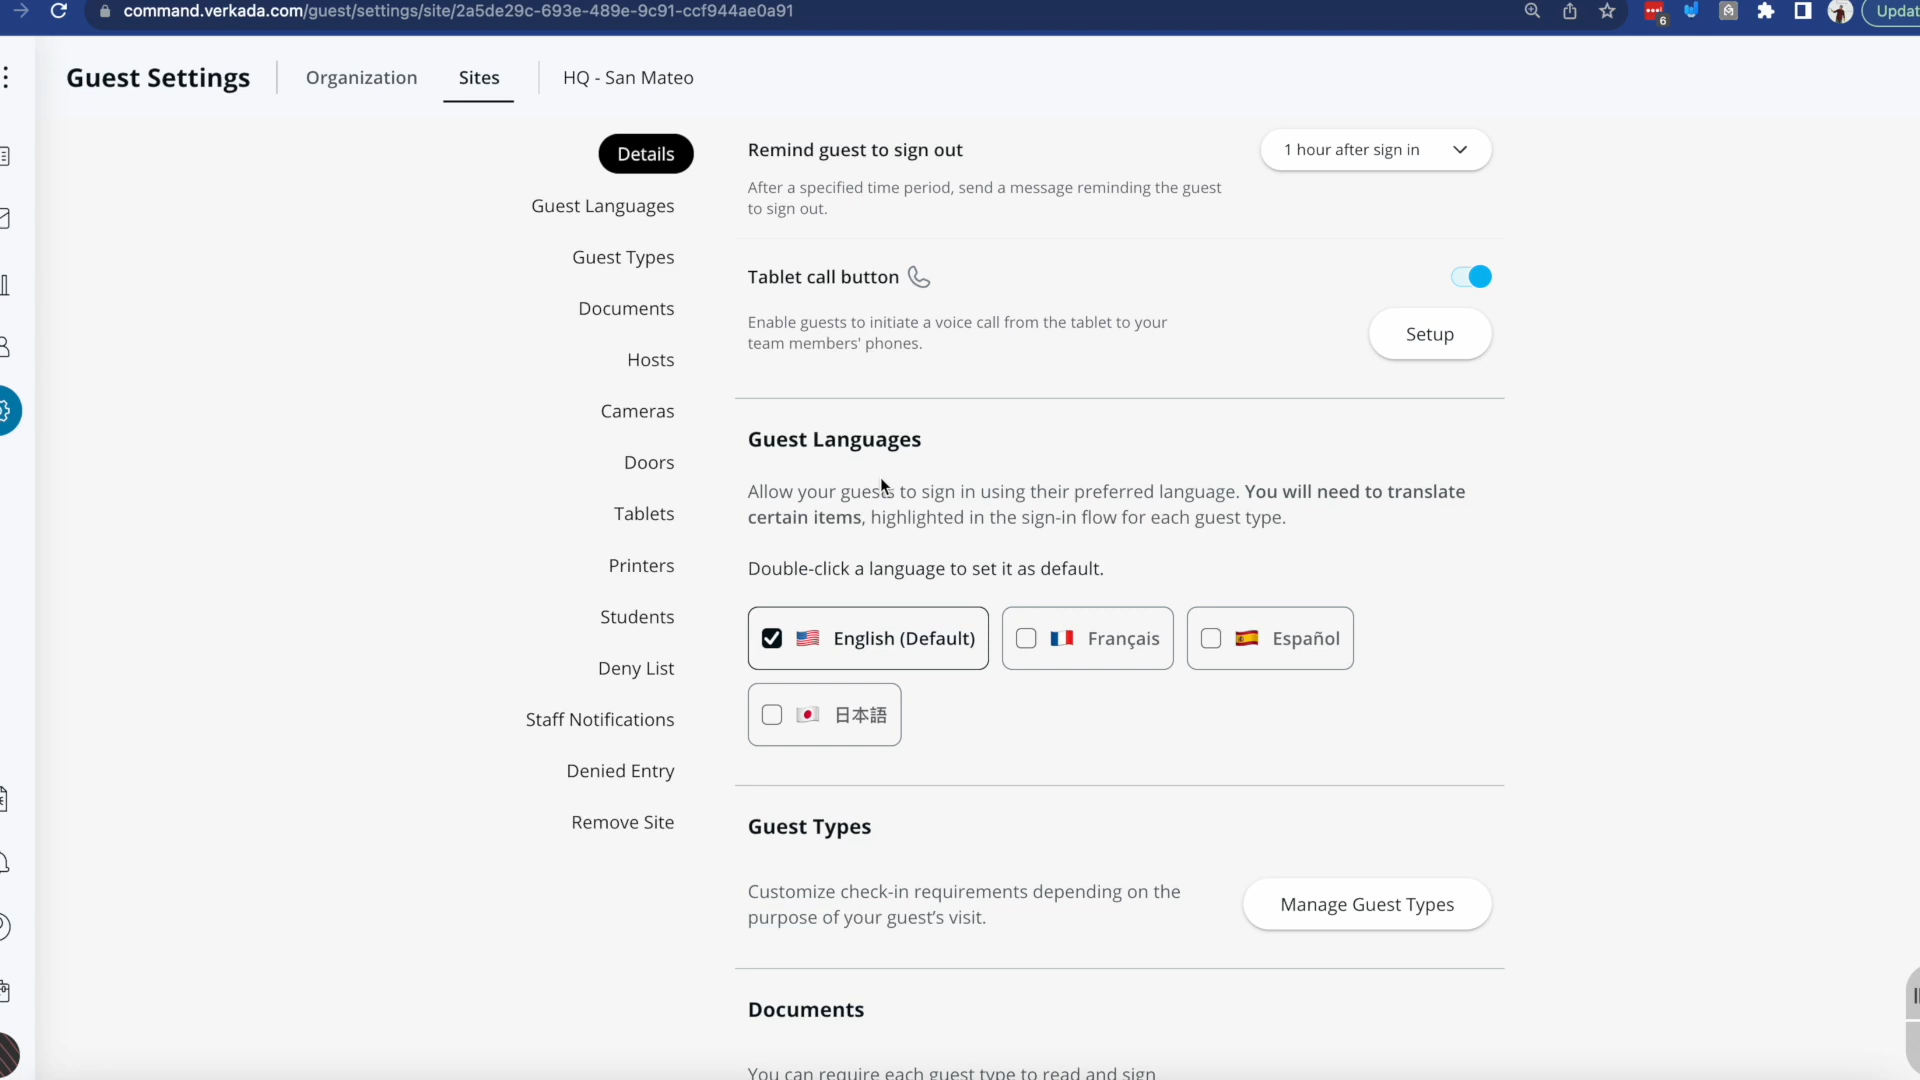 command.verkada.com/guest/settings/site/2a5de29c-693e-489e-9c91-ccf944ae0a91
6
Guest Settings
Organization
Sites
HQ - San Mateo
Details
Guest Languages
Guest Types
Documents
Hosts
Cameras
Doors
Tablets
Printers
Students
Deny List
Staff Notifications
Denied Entry
Remove Site
Remind guest to sign out
1 hour after sign in
After a specified time period, send a message reminding the guest
to sign out.
Tablet call button
Enable guests to initiate a voice call from the tablet to your
team members' phones.
Setup
Guest Languages
Allow your guests to sign in using their preferred language. You will need to translate
certain items, highlighted in the sign-in flow for each guest type.
Double-click a language to set it as default.
English (Default)
Français
Español
日本語
Guest Types
Customize check-in requirements depending on the
purpose of your guest’s visit.
Manage Guest Types
Documents
You can require each guest type to read and sign